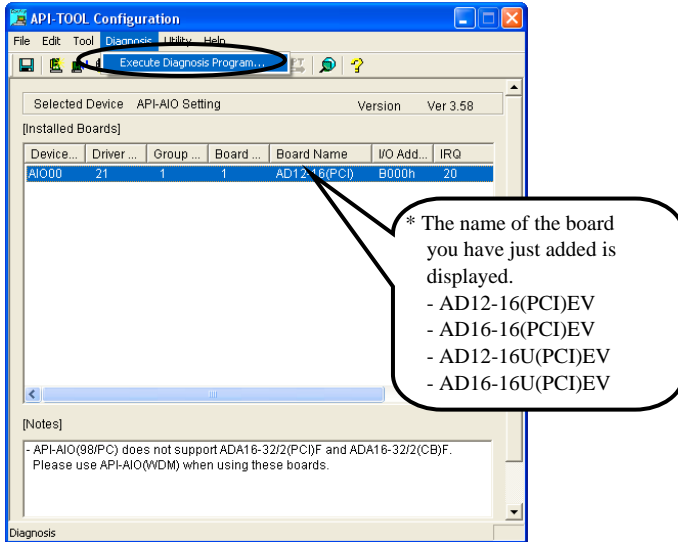 API-TOOL Configuration
File Edit Tool Diagnosis Utility Help
Execute Diagnosis Program...
Selected Device API-AIO Setting Version Ver 3.58
[Installed Boards]
Device... Driver ... Group ... Board ... Board Name I/O Add... IRQ
AIO00 21 1 1 AD12-16(PCI) B000h 20
* The name of the board
you have just added is
displayed.
- AD12-16(PCI)EV
- AD16-16(PCI)EV
- AD12-16U(PCI)EV
- AD16-16U(PCI)EV
[Notes]
- API-AIO(98/PC) does not support ADA16-32/2(PCI)F and ADA16-32/2(CB)F.
Please use API-AIO(WDM) when using these boards.
Diagnosis